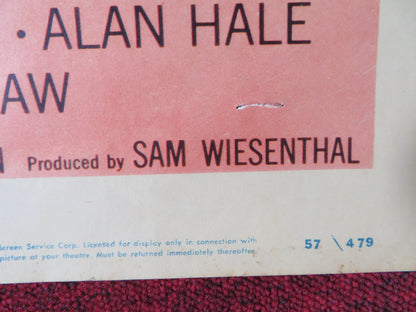 · ALAN HALE
AW
Produced by SAM WIESENTHAL
Screen Service Corp. Licensed for display only in connection with
picture at your theatre. Must be returned immediately thereafter.
57 \ 479